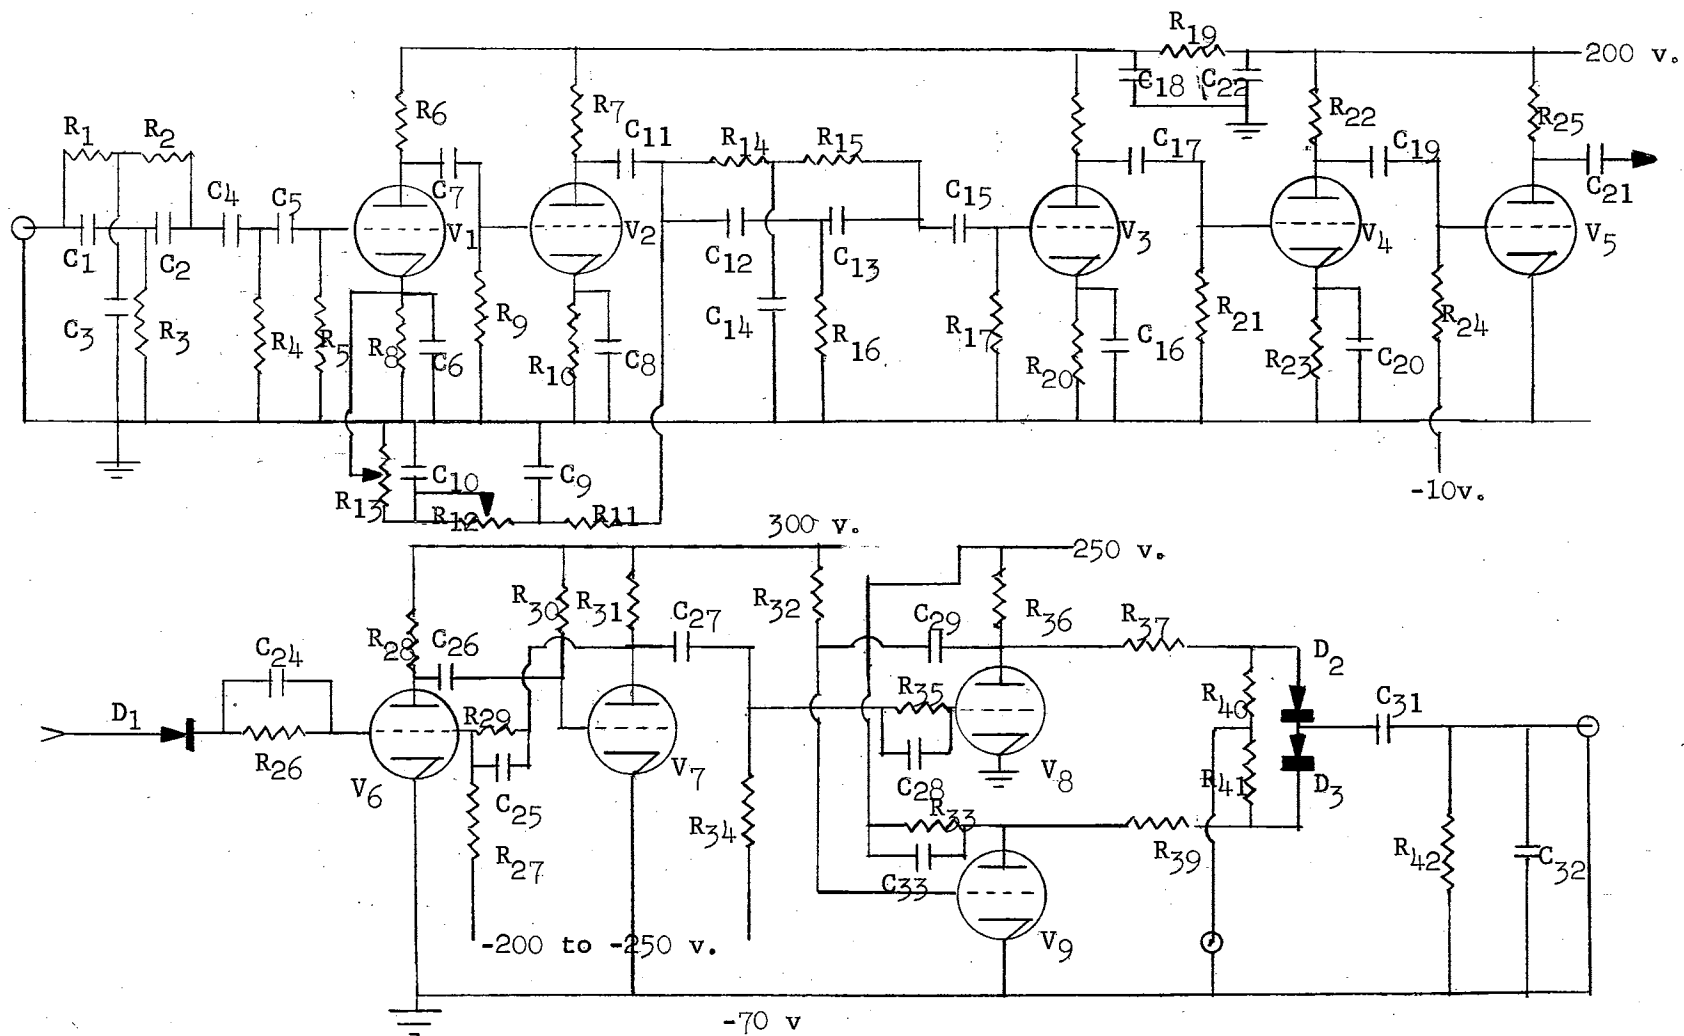 R19
200 v.
C18 C22
R6
R7
C11
R22
R25
R1
R2
R14
R15
C17
C19
C7
C21
C4
C5
C15
V1
V2
V3
V4
V5
C1
C2
C12
C13
C3
R3
R4
R5
R8
C6
R9
R10
C8
C14
R16
R17
R20
C16
R21
R23
C20
R24
R13
C10
C9
R12
R11
-10v.
300 v.
250 v.
R30
R31
C27
R32
C29
R36
R37
R28
C26
C24
D2
R35
R40
C31
D1
R29
R26
V6
C25
V7
C28
V8
R41
D3
R27
R34
R33
R39
R42
C32
C33
-200 to -250 v.
V9
-70 v